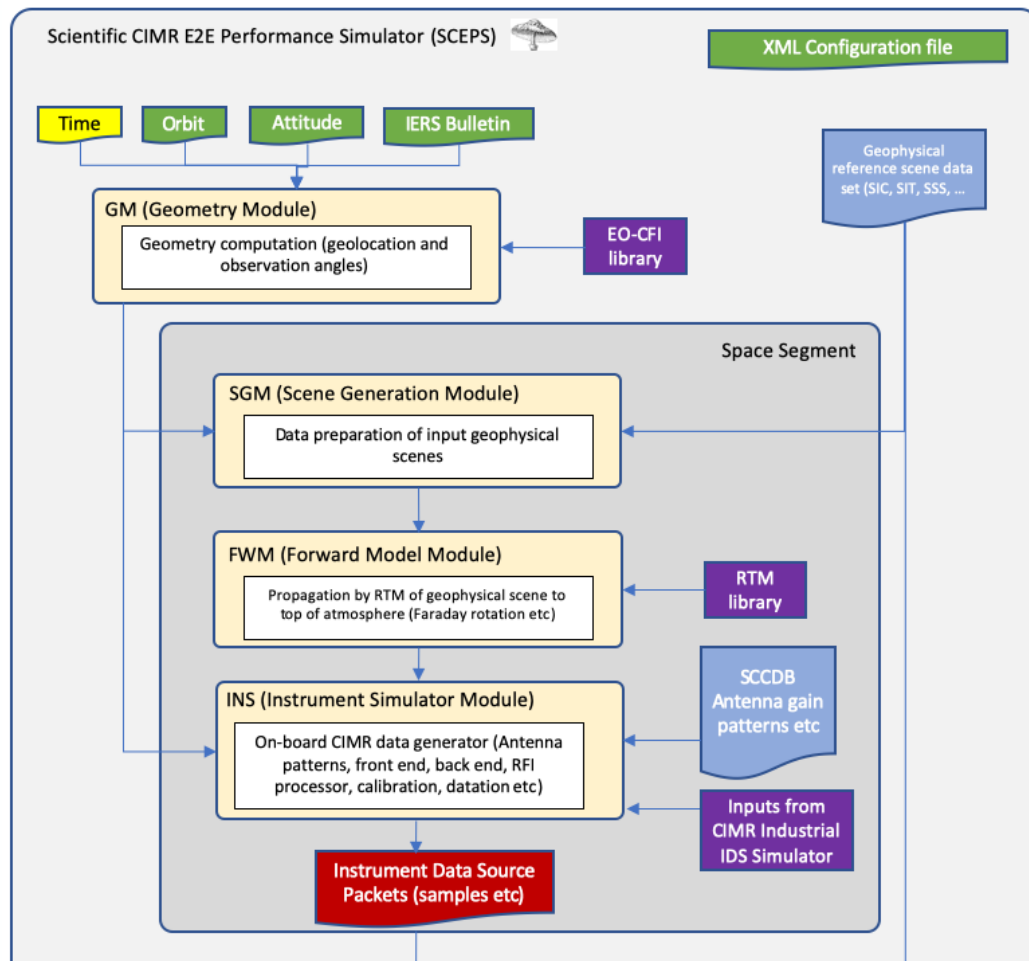 Scientific CIMR E2E Performance Simulator (SCEPS)
XML Configuration file
Time
Orbit
Attitude
IERS Bulletin
Geophysical
reference scene data
set (SIC, SIT, SSS, ...
GM (Geometry Module)
Geometry computation (geolocation and
observation angles)
EO-CFI
library
Space Segment
SGM (Scene Generation Module)
Data preparation of input geophysical
scenes
FWM (Forward Model Module)
Propagation by RTM of geophysical scene to
top of atmosphere (Faraday rotation etc)
RTM
library
INS (Instrument Simulator Module)
On-board CIMR data generator (Antenna
patterns, front end, back end, RFI
processor, calibration, datation etc)
SCCDB
Antenna gain
patterns etc
Inputs from
CIMR Industrial
IDS Simulator
Instrument Data Source
Packets (samples etc)